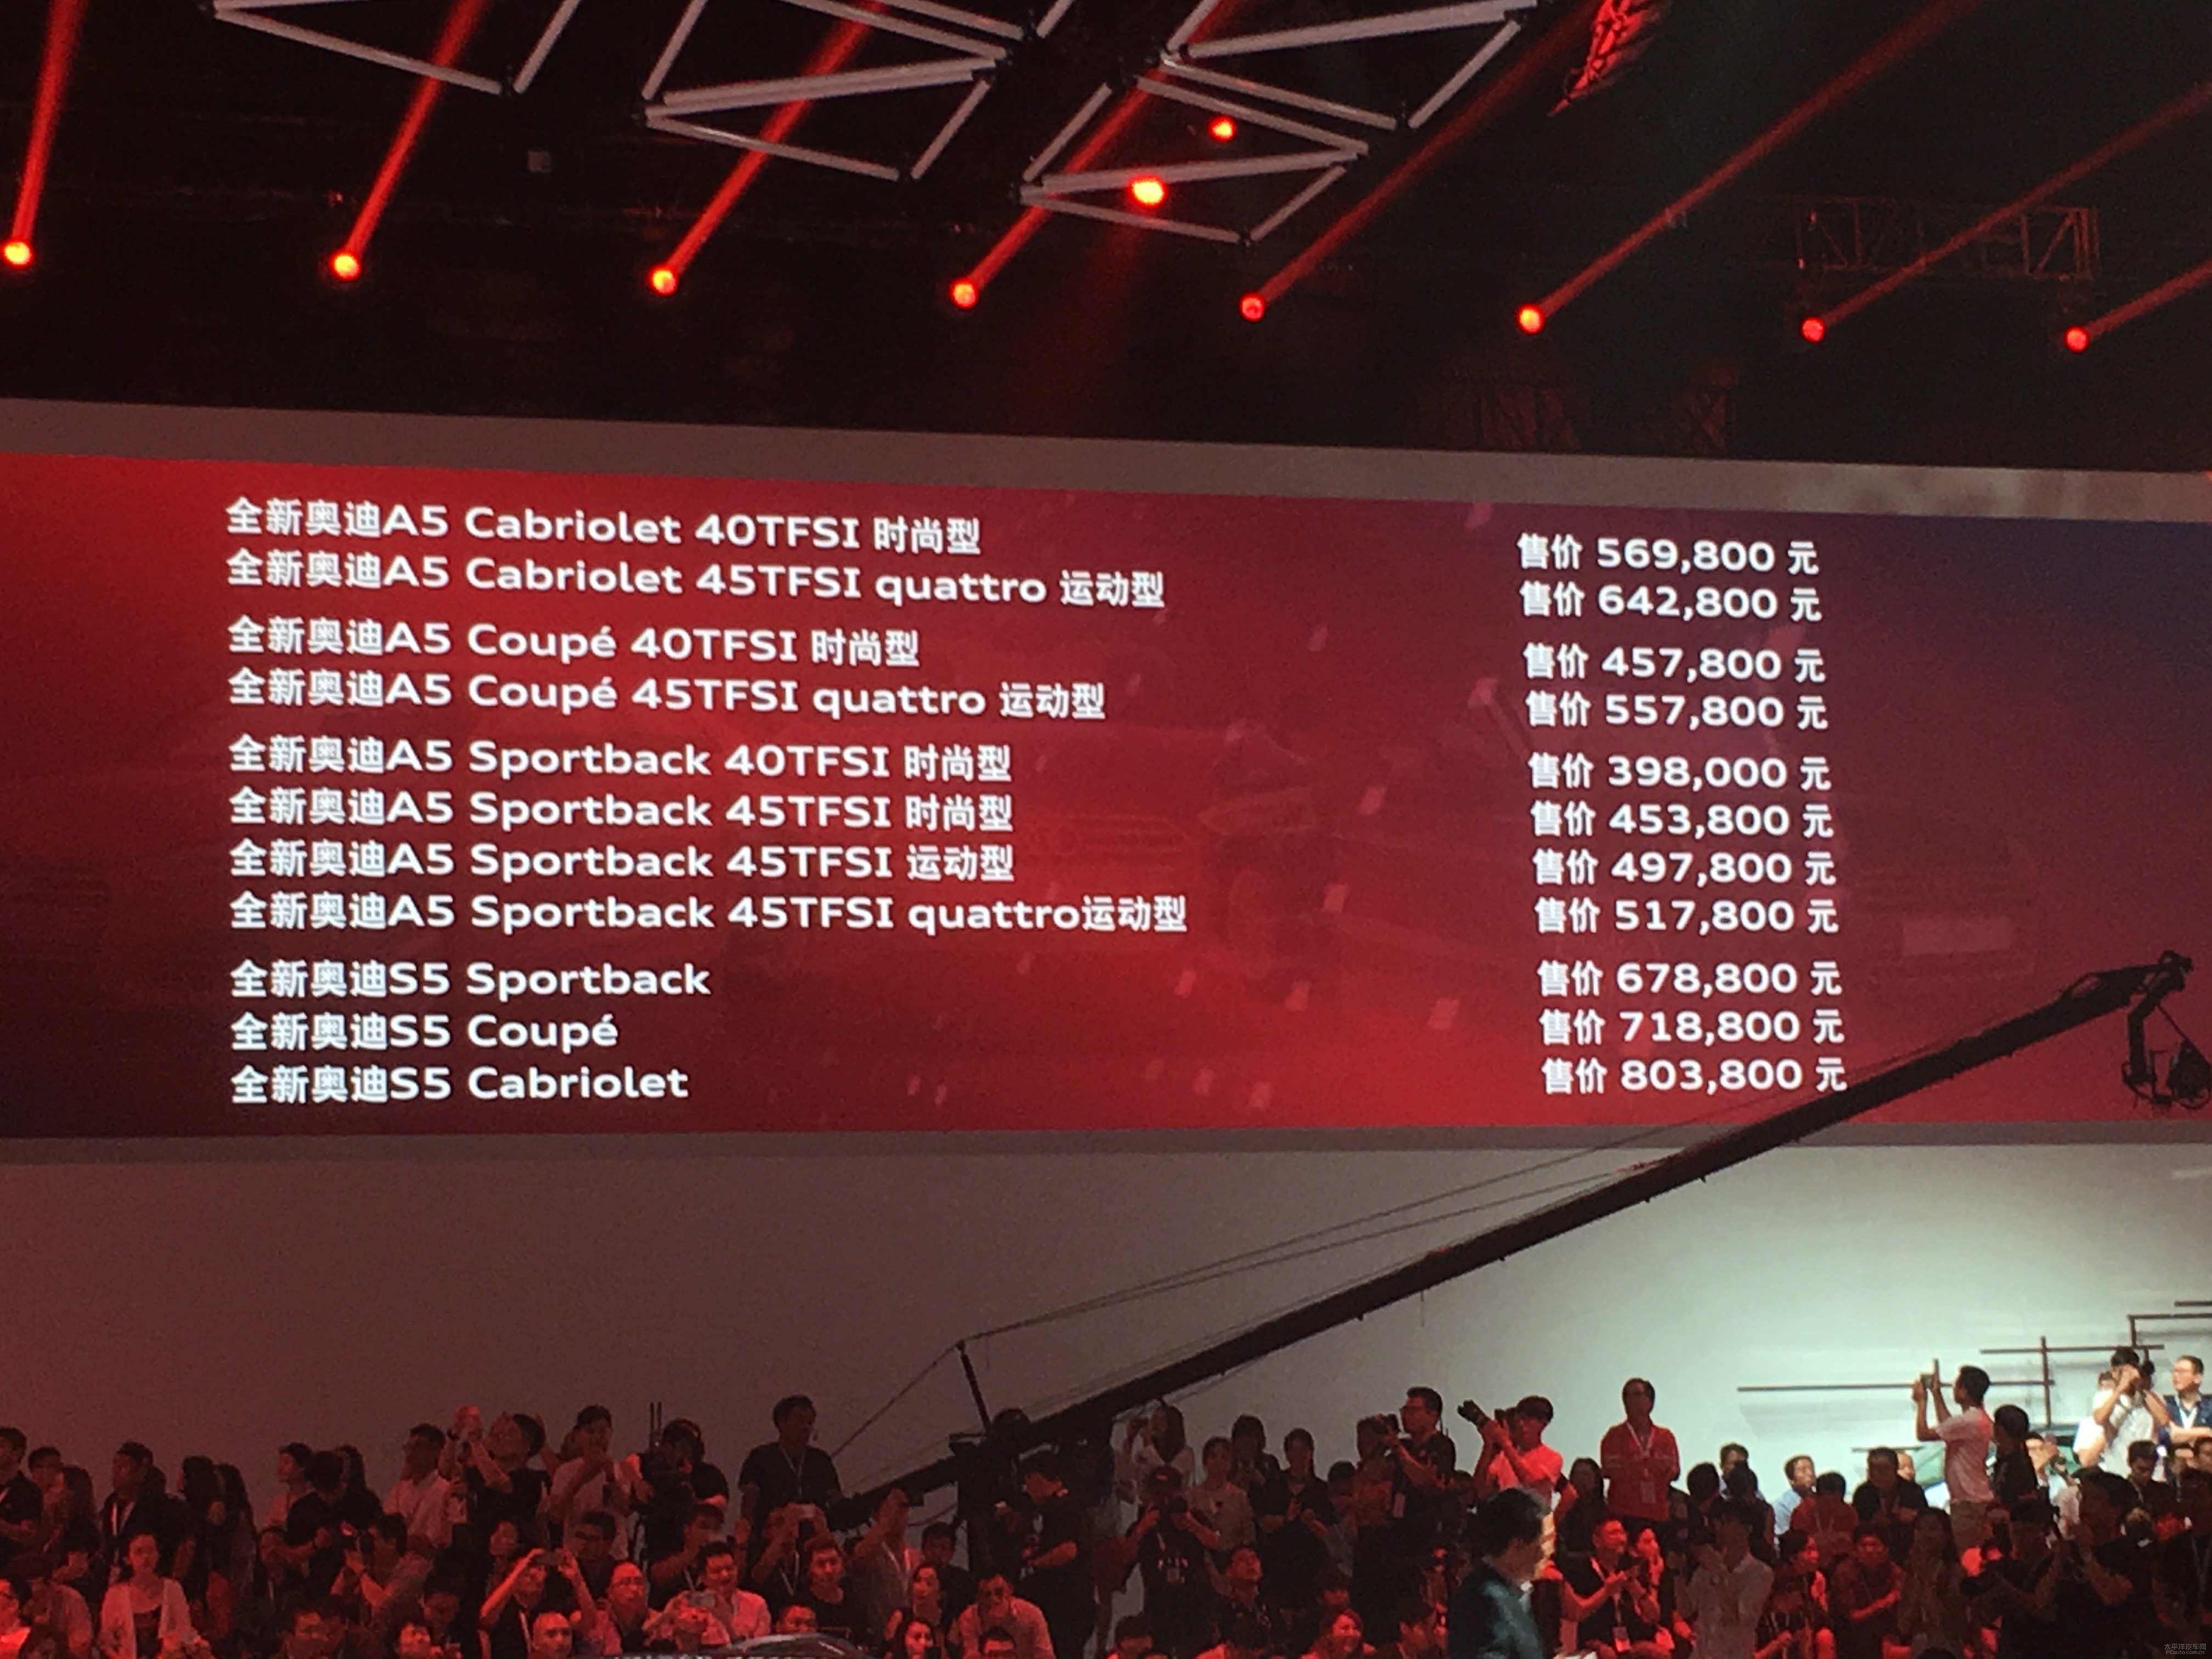 全新奥迪A5 Cabriolet 40TFSI 时尚型 售价 569,800 元
全新奥迪A5 Cabriolet 45TFSI quattro 运动型 售价 642,800 元
全新奥迪A5 Coupé 40TFSI 时尚型 售价 457,800 元
全新奥迪A5 Coupé 45TFSI quattro 运动型 售价 557,800 元
全新奥迪A5 Sportback 40TFSI 时尚型 售价 398,000 元
全新奥迪A5 Sportback 45TFSI 时尚型 售价 453,800 元
全新奥迪A5 Sportback 45TFSI 运动型 售价 497,800 元
全新奥迪A5 Sportback 45TFSI quattro运动型 售价 517,800 元
全新奥迪S5 Sportback 售价 678,800 元
全新奥迪S5 Coupé 售价 718,800 元
全新奥迪S5 Cabriolet 售价 803,800 元
太平洋汽车网